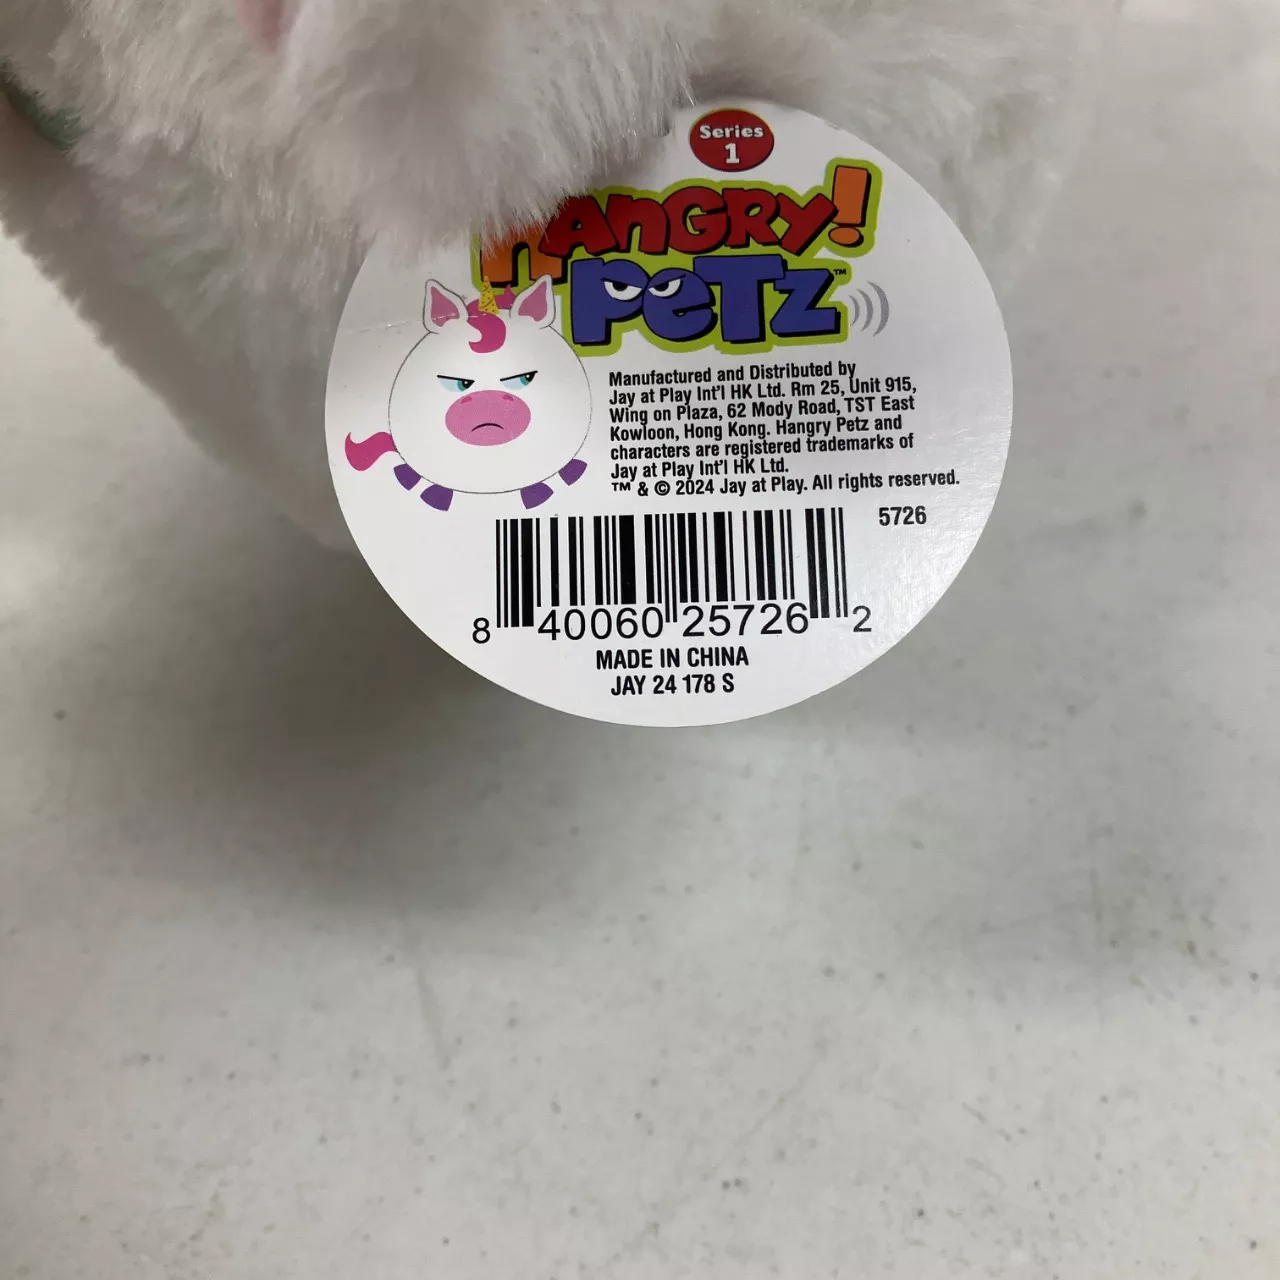 Series
1
HANGRY!
PETZ™
Manufactured and Distributed by
Jay at Play Int'l HK Ltd. Rm 25, Unit 915,
Wing on Plaza, 62 Mody Road, TST East
Kowloon, Hong Kong. Hangry Petz and
characters are registered trademarks of
Jay at Play Int'l HK Ltd.
™ & © 2024 Jay at Play. All rights reserved.
5726
8 40060 25726 2
MADE IN CHINA
JAY 24 178 S